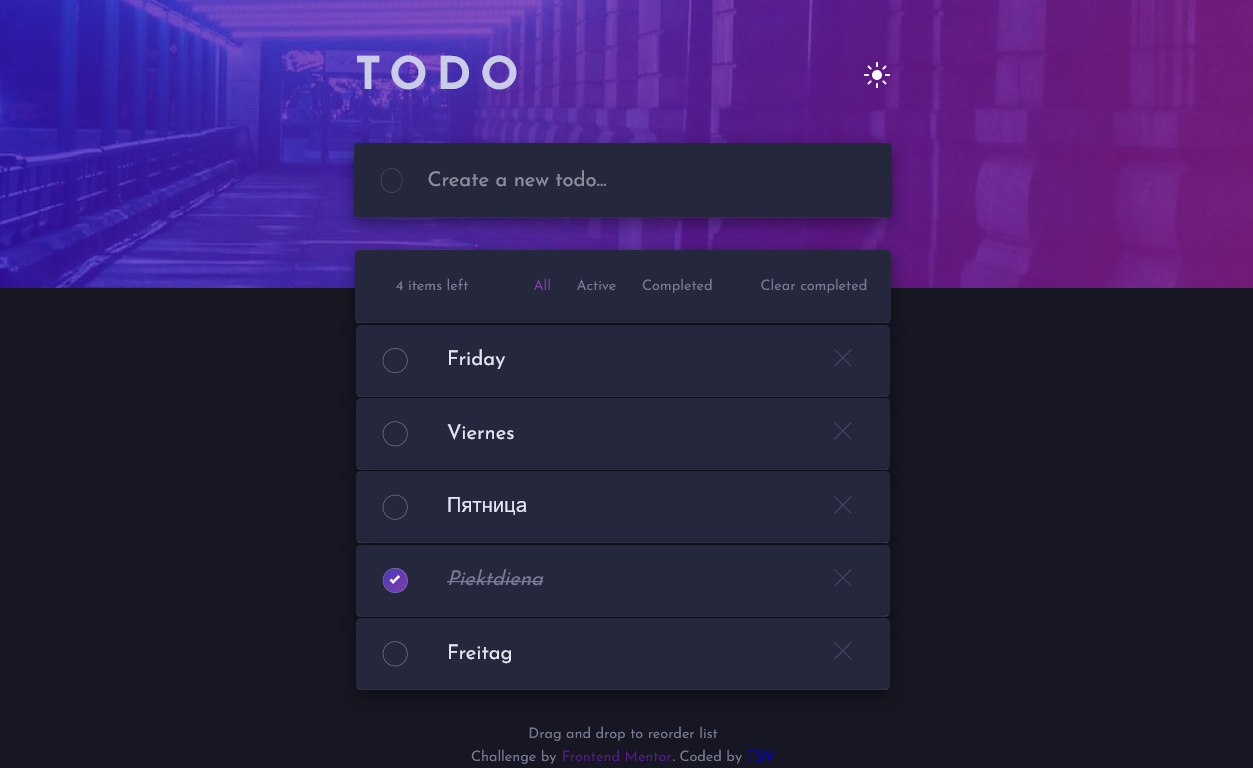 TODO
Create a new todo...
4 items left All Active Completed Clear completed
Friday
Viernes
Пятница
Piektdiena
Freitag
Drag and drop to reorder list
Challenge by Frontend Mentor. Coded by TSV